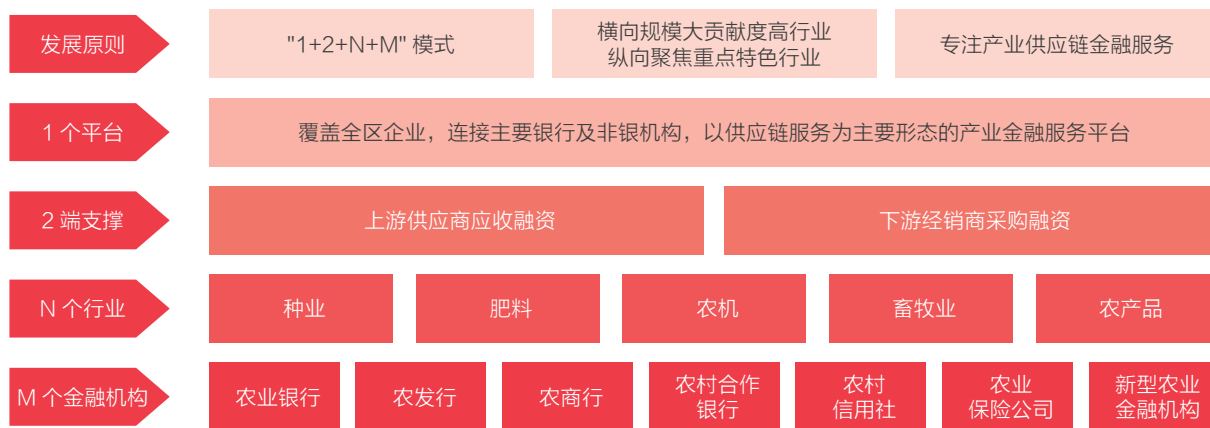 发展原则
"1+2+N+M" 模式
横向规模大贡献度高行业
纵向聚焦重点特色行业
专注产业供应链金融服务
1 个平台
覆盖全区企业，连接主要银行及非银机构，以供应链服务为主要形态的产业金融服务平台
2 端支撑
上游供应商应收融资
下游经销商采购融资
N 个行业
种业
肥料
农机
畜牧业
农产品
M 个金融机构
农业银行
农发行
农商行
农村合作
银行
农村
信用社
农业
保险公司
新型农业
金融机构